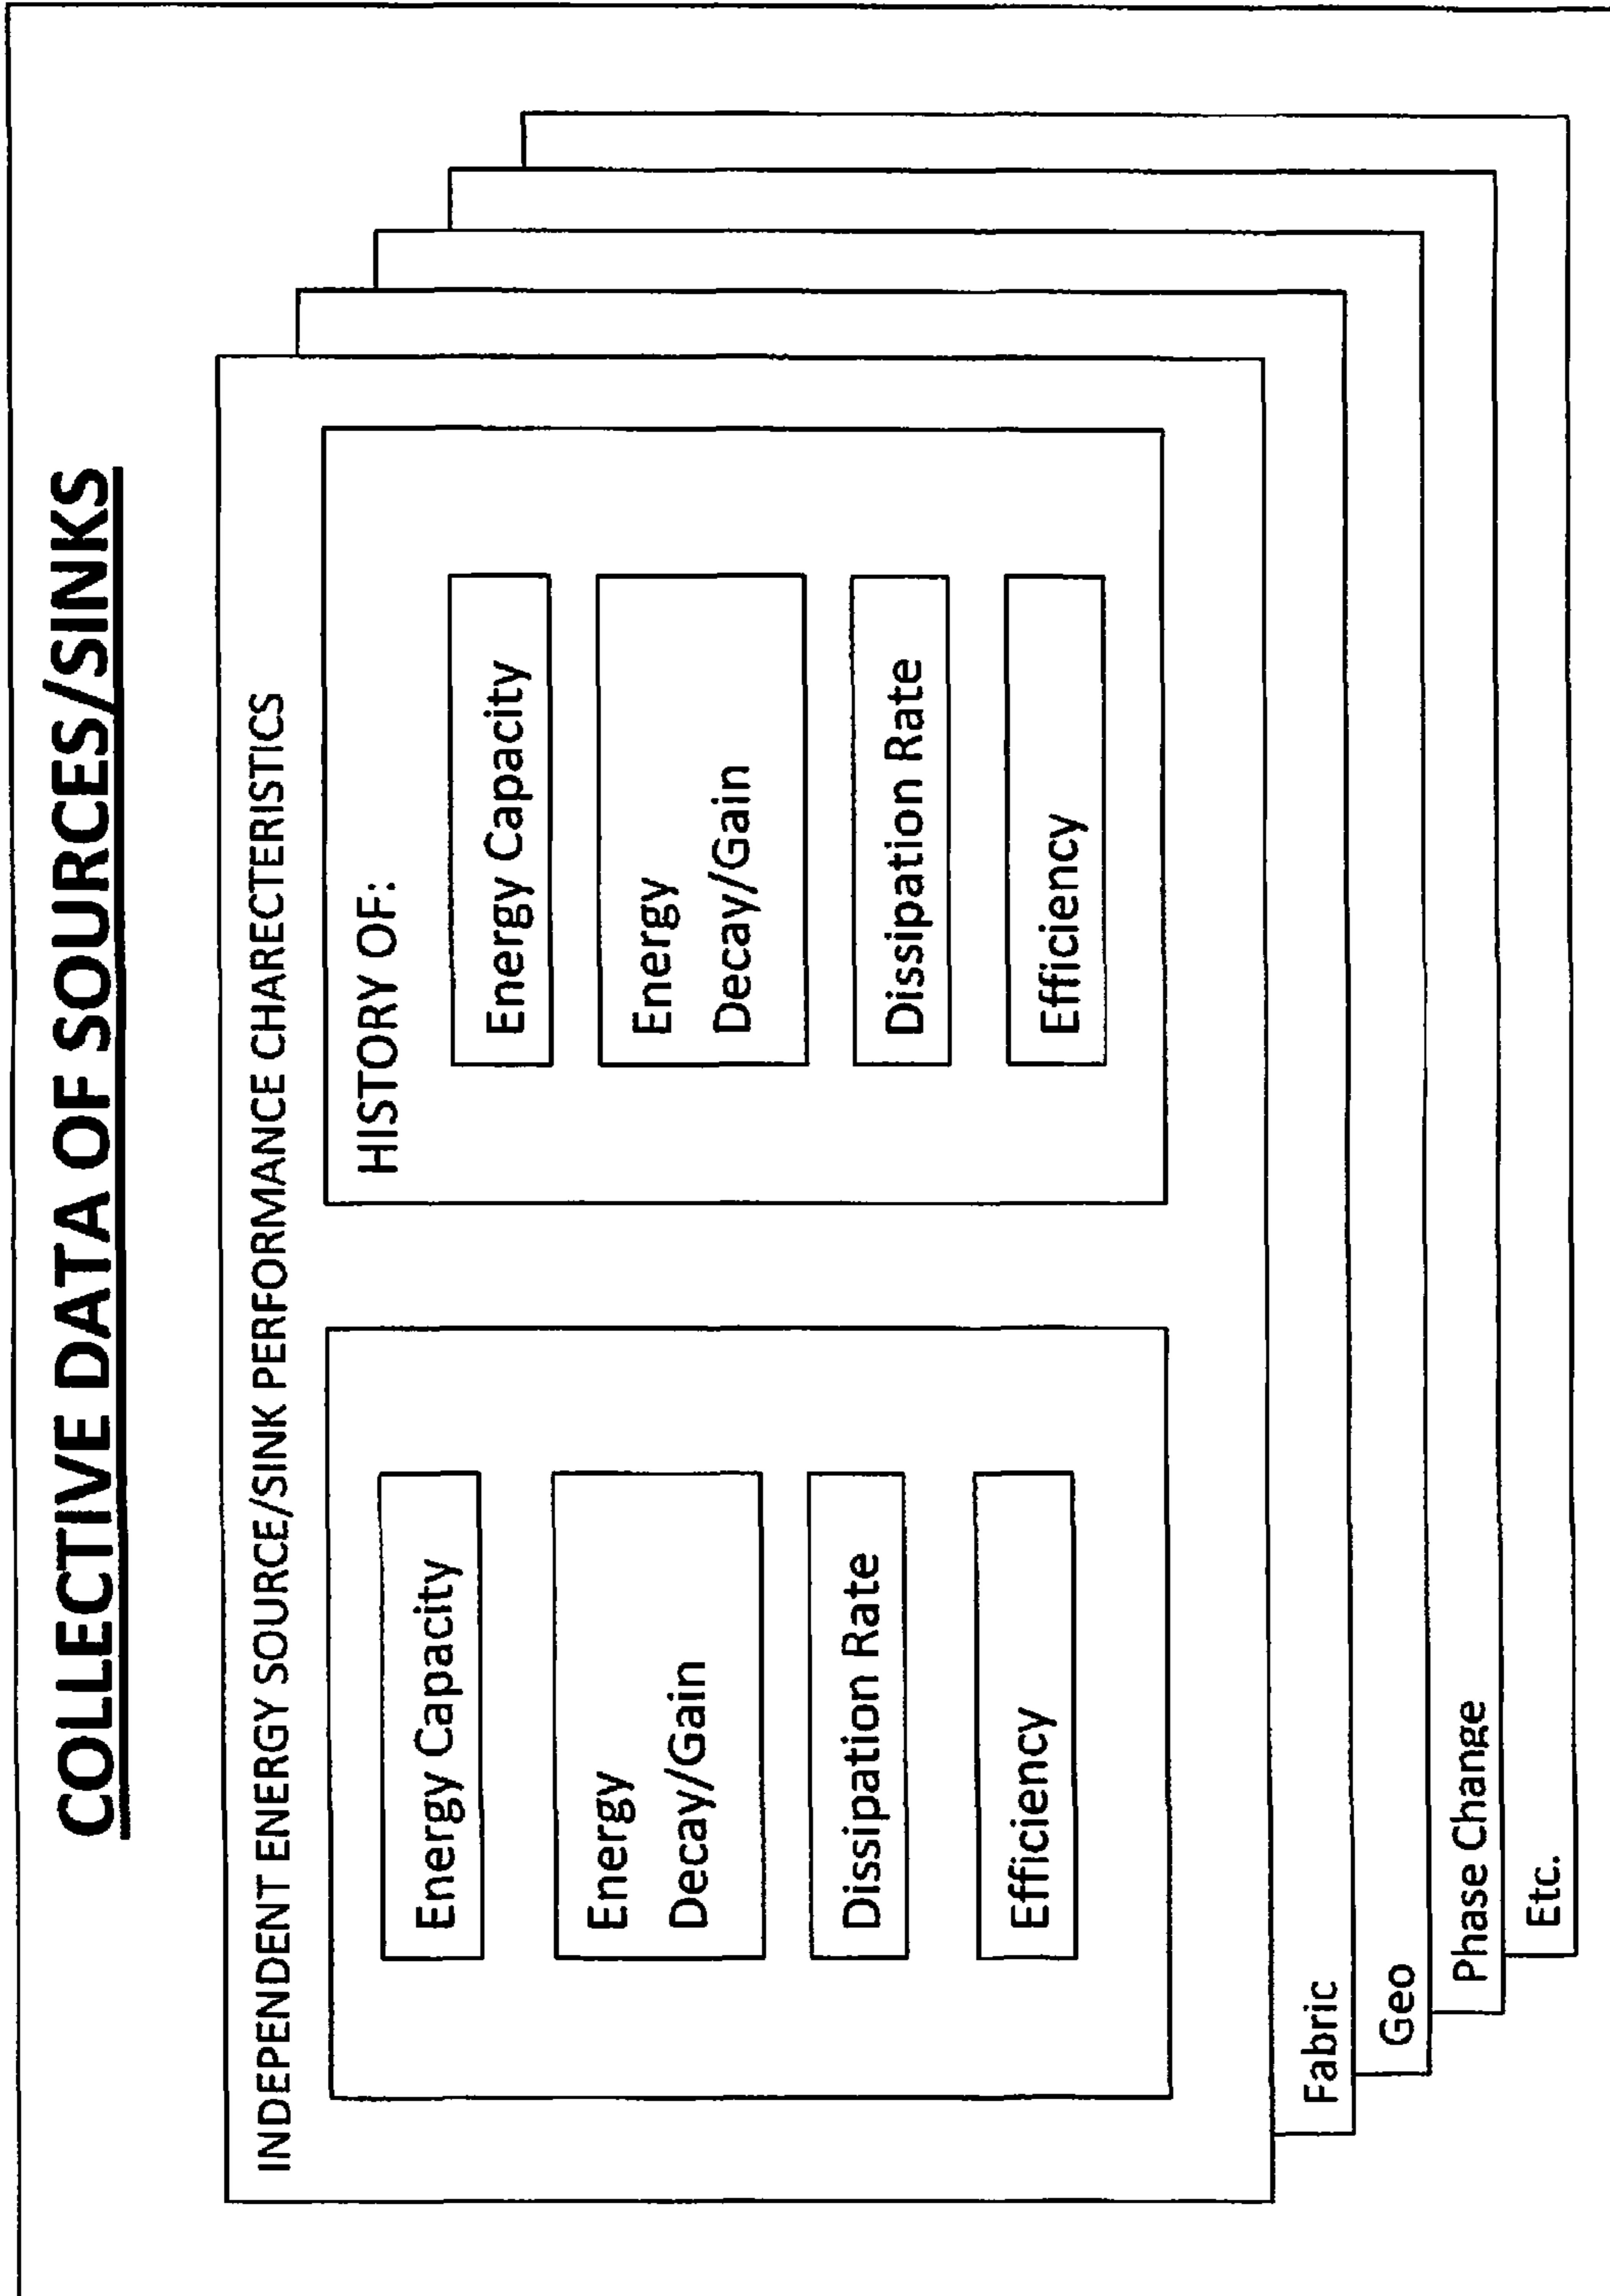 COLLECTIVE DATA OF SOURCES/SINKS
INDEPENDENT ENERGY SOURCE/SINK PERFORMANCE CHARECTERISTICS
Energy Capacity
Energy
Decay/Gain
Dissipation Rate
Efficiency
HISTORY OF:
Energy Capacity
Energy
Decay/Gain
Dissipation Rate
Efficiency
Fabric
Geo
Phase Change
Etc.